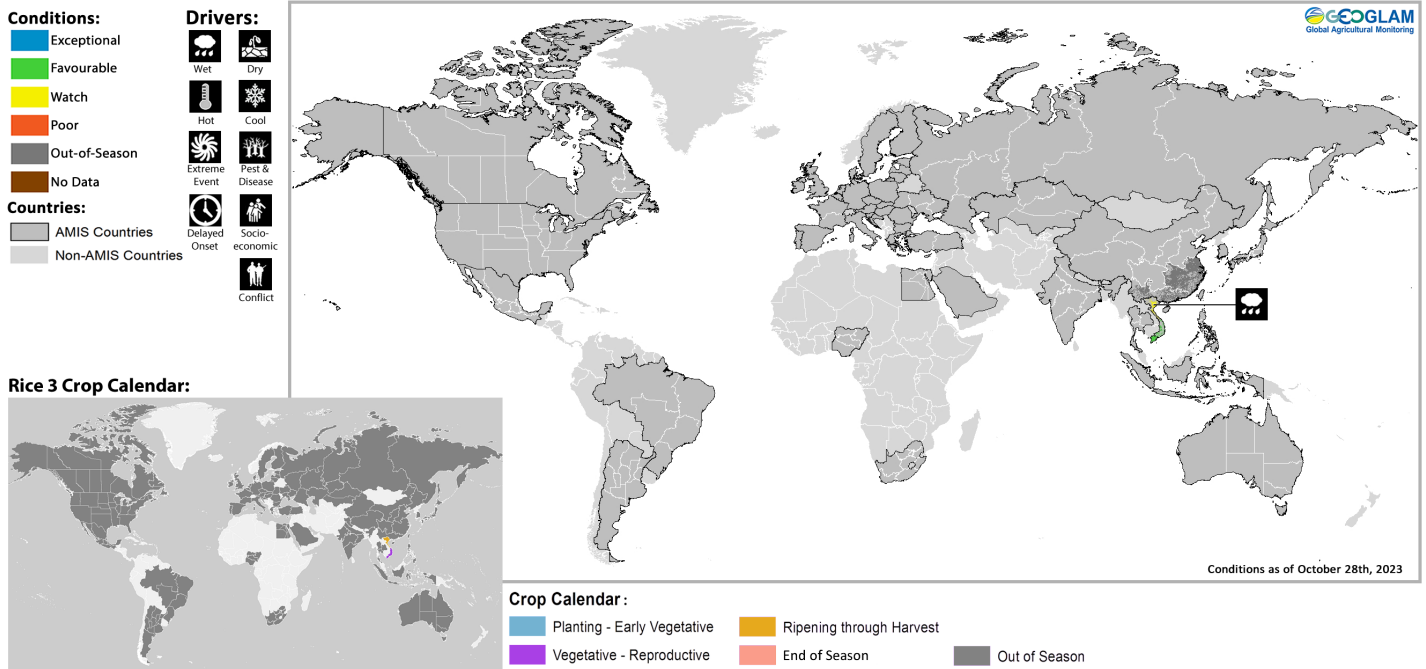 Conditions:
Exceptional
Favourable
Watch
Poor
Out-of-Season
No Data
Countries:
AMIS Countries
Non-AMIS Countries
Drivers:
Wet
Dry
Hot
Cool
Extreme
Event
Pest &
Disease
Delayed
Onset
Socio-
economic
Conflict
GEOGLAM
Global Agricultural Monitoring
Conditions as of October 28th, 2023
Rice 3 Crop Calendar:
Crop Calendar :
Planting - Early Vegetative
Ripening through Harvest
Vegetative - Reproductive
End of Season
Out of Season